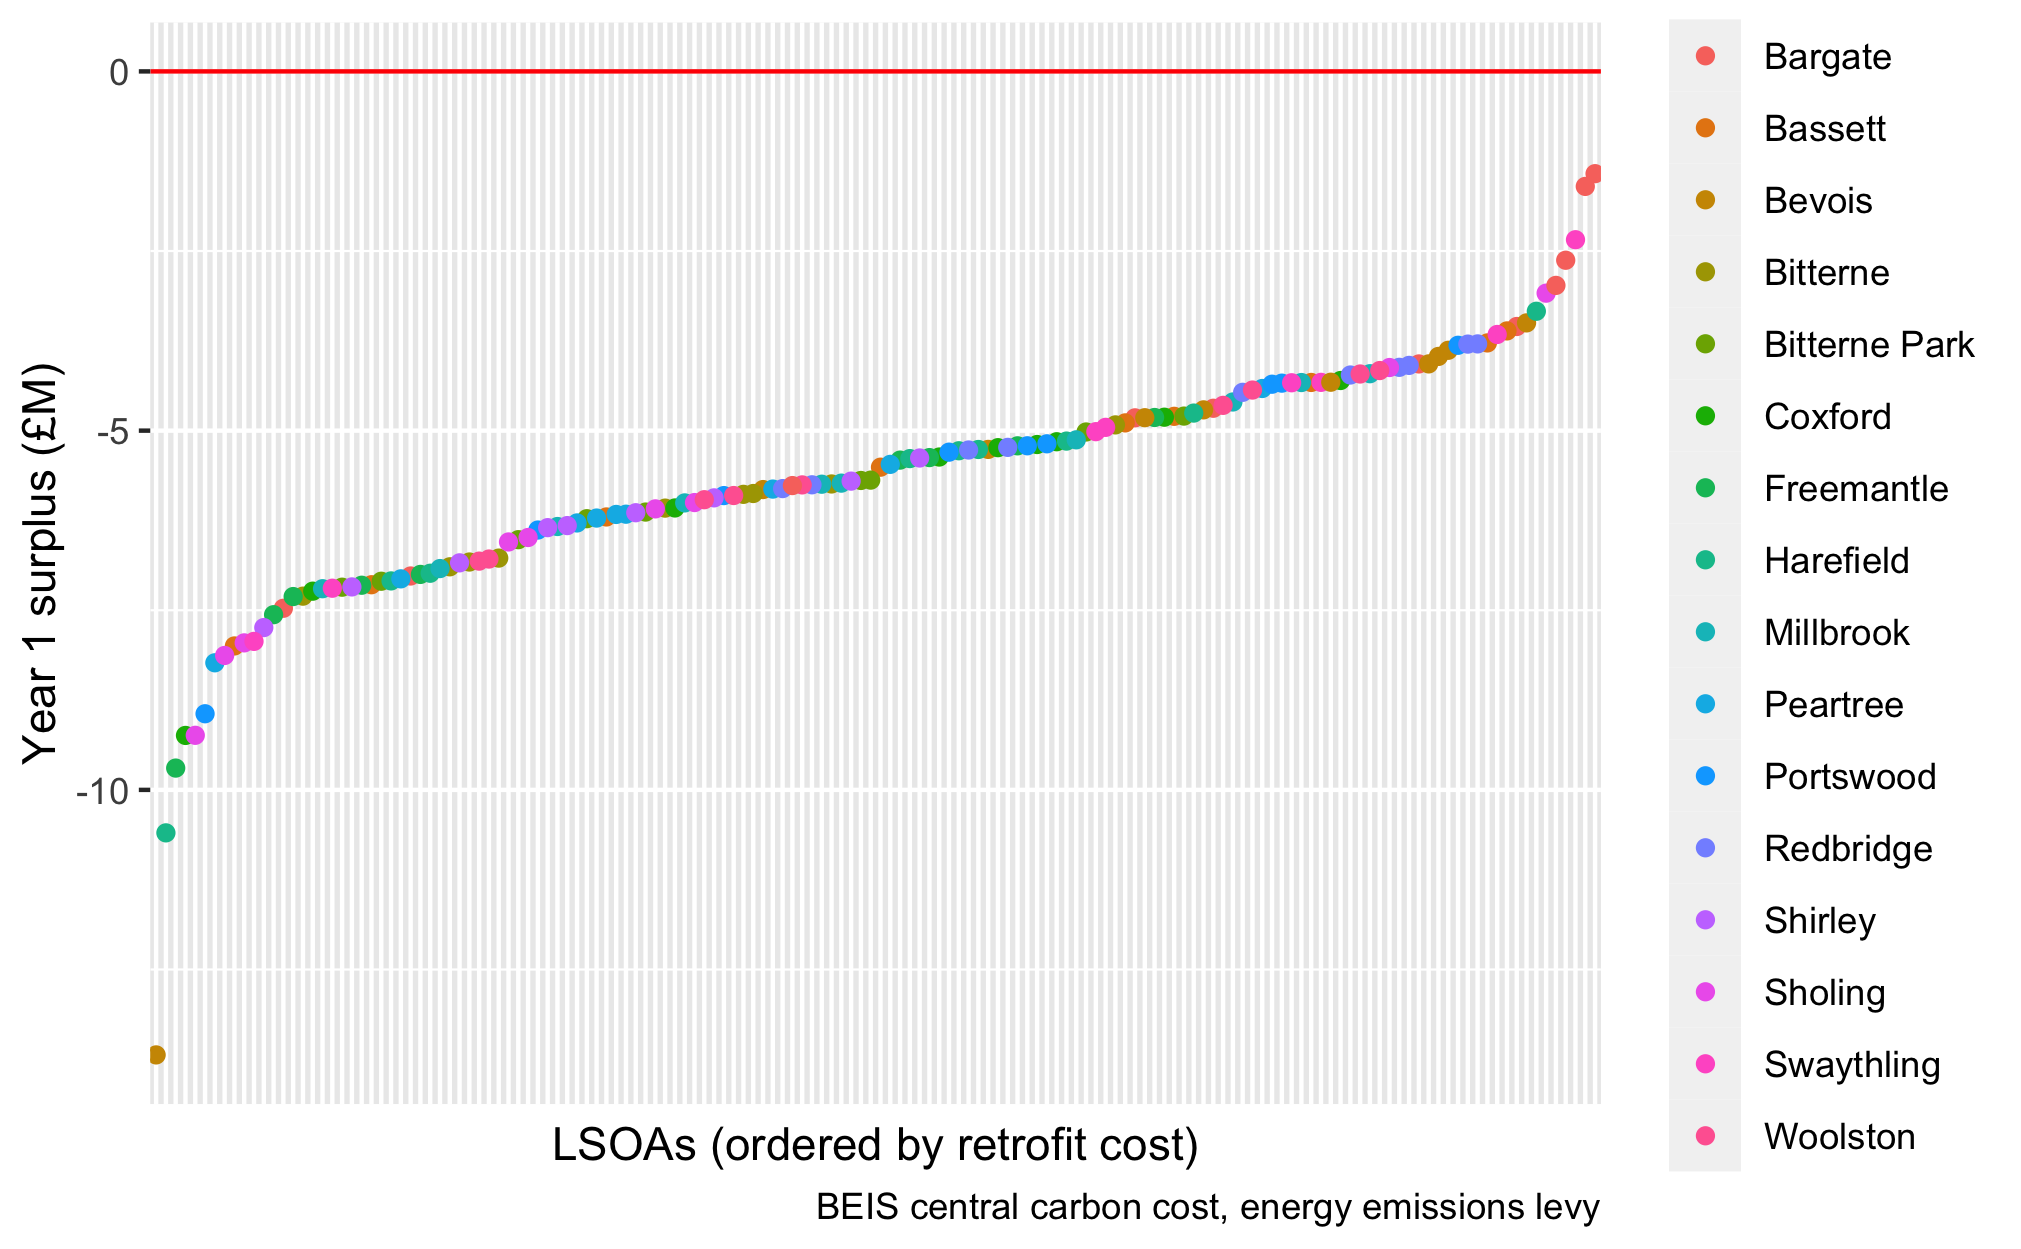 Year 1 surplus (£M)
0
-5
-10
LSOAs (ordered by retrofit cost)
BEIS central carbon cost, energy emissions levy
Bargate
Bassett
Bevois
Bitterne
Bitterne Park
Coxford
Freemantle
Harefield
Millbrook
Peartree
Portswood
Redbridge
Shirley
Sholing
Swaythling
Woolston